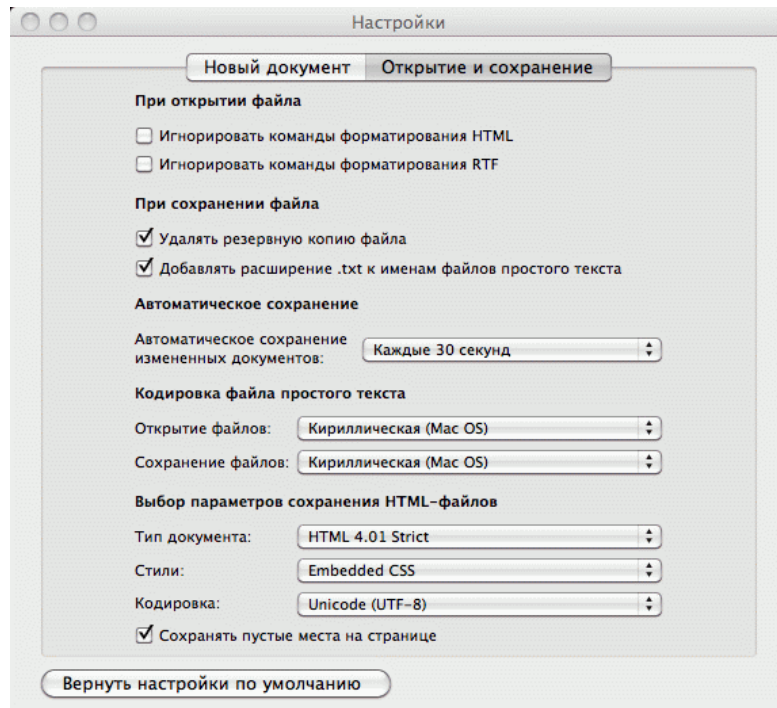 Настройки
Новый документ Открытие и сохранение
При открытии файла
Игнорировать команды форматирования HTML
Игнорировать команды форматирования RTF
При сохранении файла
Удалять резервную копию файла
Добавлять расширение .txt к именам файлов простого текста
Автоматическое сохранение
Автоматическое сохранение
измененных документов: Каждые 30 секунд
Кодировка файла простого текста
Открытие файлов: Кириллическая (Mac OS)
Сохранение файлов: Кириллическая (Mac OS)
Выбор параметров сохранения HTML-файлов
Тип документа: HTML 4.01 Strict
Стили: Embedded CSS
Кодировка: Unicode (UTF-8)
Сохранять пустые места на странице
Вернуть настройки по умолчанию